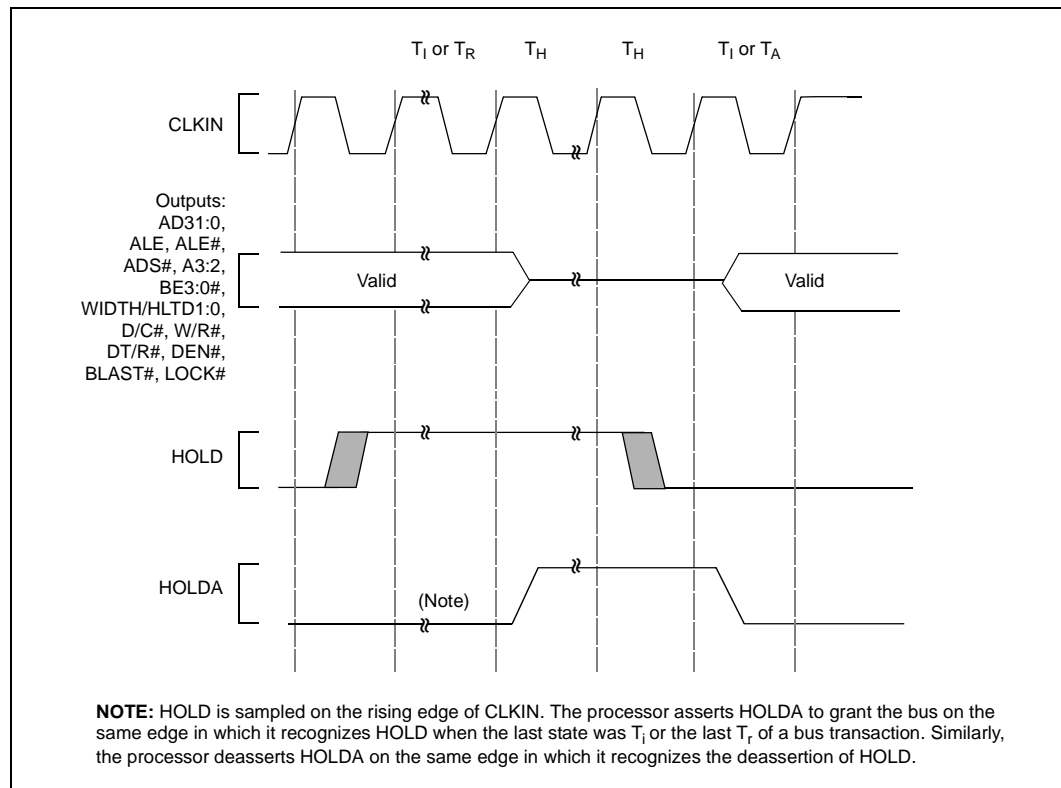 T_I or T_R T_H T_H T_I or T_A
CLKIN
Outputs:
AD31:0,
ALE, ALE#,
ADS#, A3:2,
BE3:0#,
WIDTH/HLTD1:0,
D/C#, W/R#,
DT/R#, DEN#,
BLAST#, LOCK#
Valid Valid
HOLD
HOLDA
(Note)
NOTE: HOLD is sampled on the rising edge of CLKIN. The processor asserts HOLDA to grant the bus on the
same edge in which it recognizes HOLD when the last state was T_i or the last T_r of a bus transaction. Similarly,
the processor deasserts HOLDA on the same edge in which it recognizes the deassertion of HOLD.